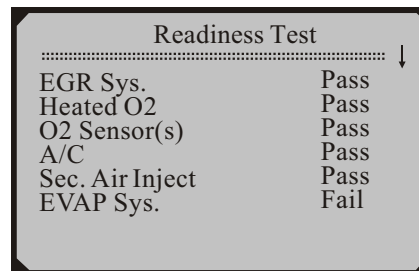 Readiness Test
EGR Sys. Pass
Heated O2 Pass
O2 Sensor(s) Pass
A/C Pass
Sec. Air Inject Pass
EVAP Sys. Fail